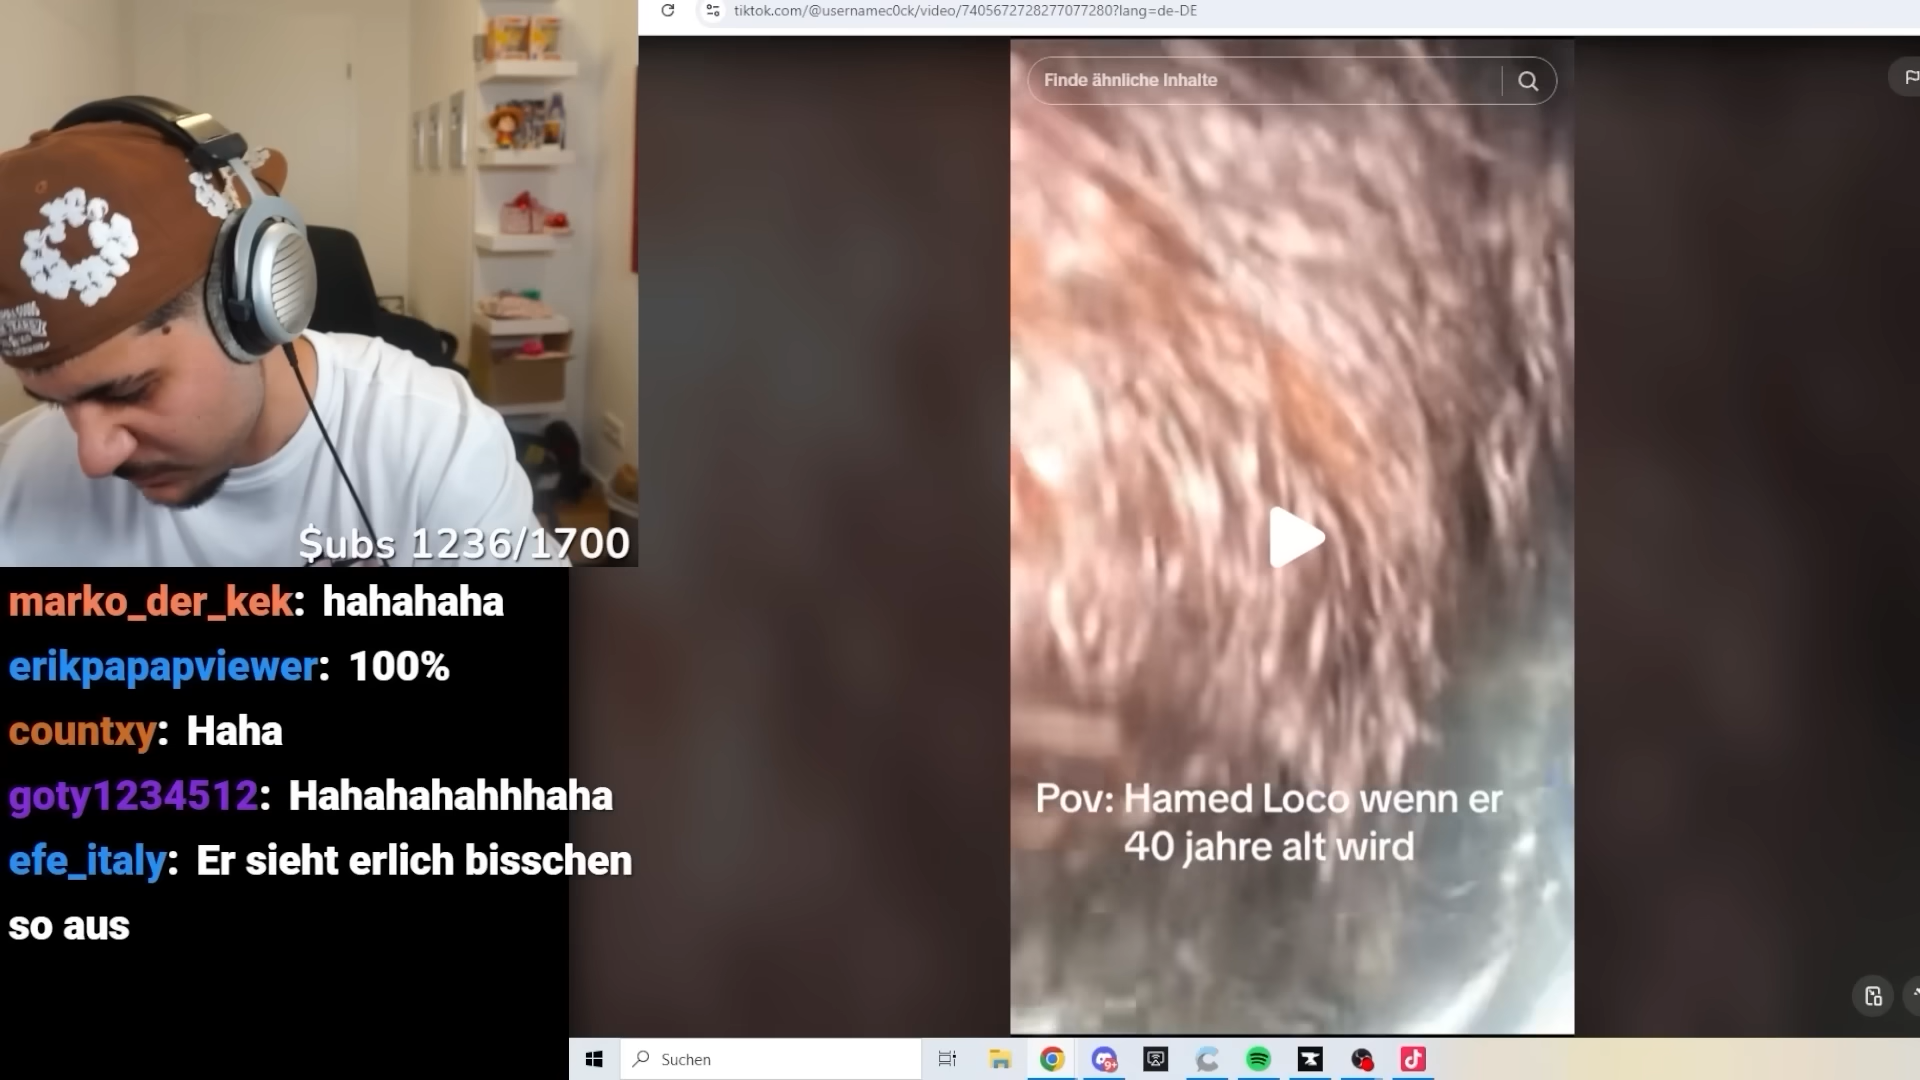 tiktok.com/@usernamec0ck/video/7405672728277077280?lang=de-DE
Finde ähnliche Inhalte
$ubs 1236/1700
marko_der_kek: hahahaha
erikpapapviewer: 100%
countxy: Haha
goty1234512: Hahahahahhhaha
efe_italy: Er sieht erlich bisschen
so aus
Pov: Hamed Loco wenn er
40 jahre alt wird
Suchen
9+